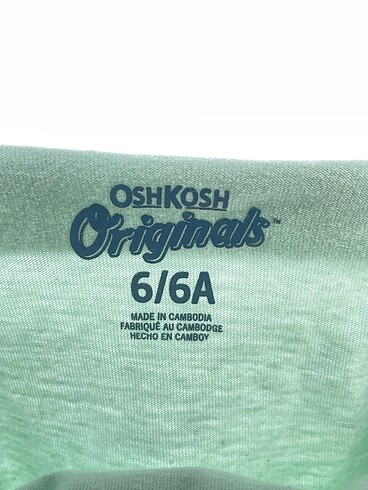 OSHKOSH
Originals™
6/6A
MADE IN CAMBODIA
FABRIQUÉ AU CAMBODGE
HECHO EN CAMBOY